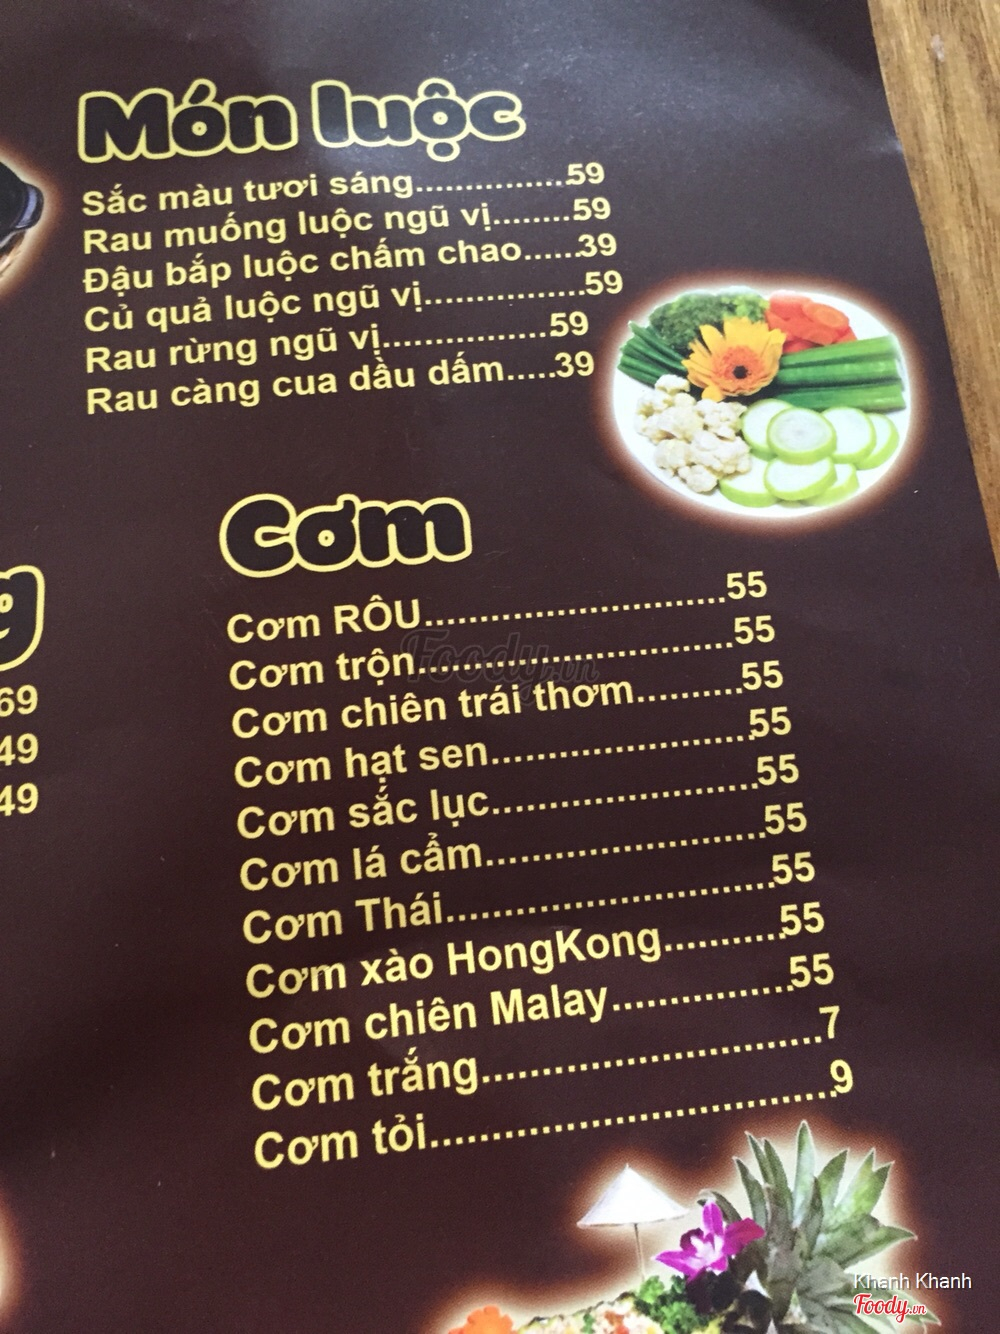 Món luộc
Sắc màu tươi sáng................59
Rau muống luộc ngũ vị........59
Đậu bắp luộc chấm chao......39
Củ quả luộc ngũ vị.................59
Rau rừng ngũ vị..................59
Rau càng cua dầu dấm.....39
Cơm
Cơm RÔU............................55
Cơm trộn.............................55
Cơm chiên trái thơm..........55
Cơm hạt sen........................55
Cơm sắc lục........................55
Cơm lá cẩm.........................55
Cơm Thái.............................55
Cơm xào HongKong...........55
Cơm chiên Malay................55
Cơm trắng..............................7
Cơm tỏi..................................9
g
69
49
49
Foody.vn
Khanh Khanh
Foody.vn